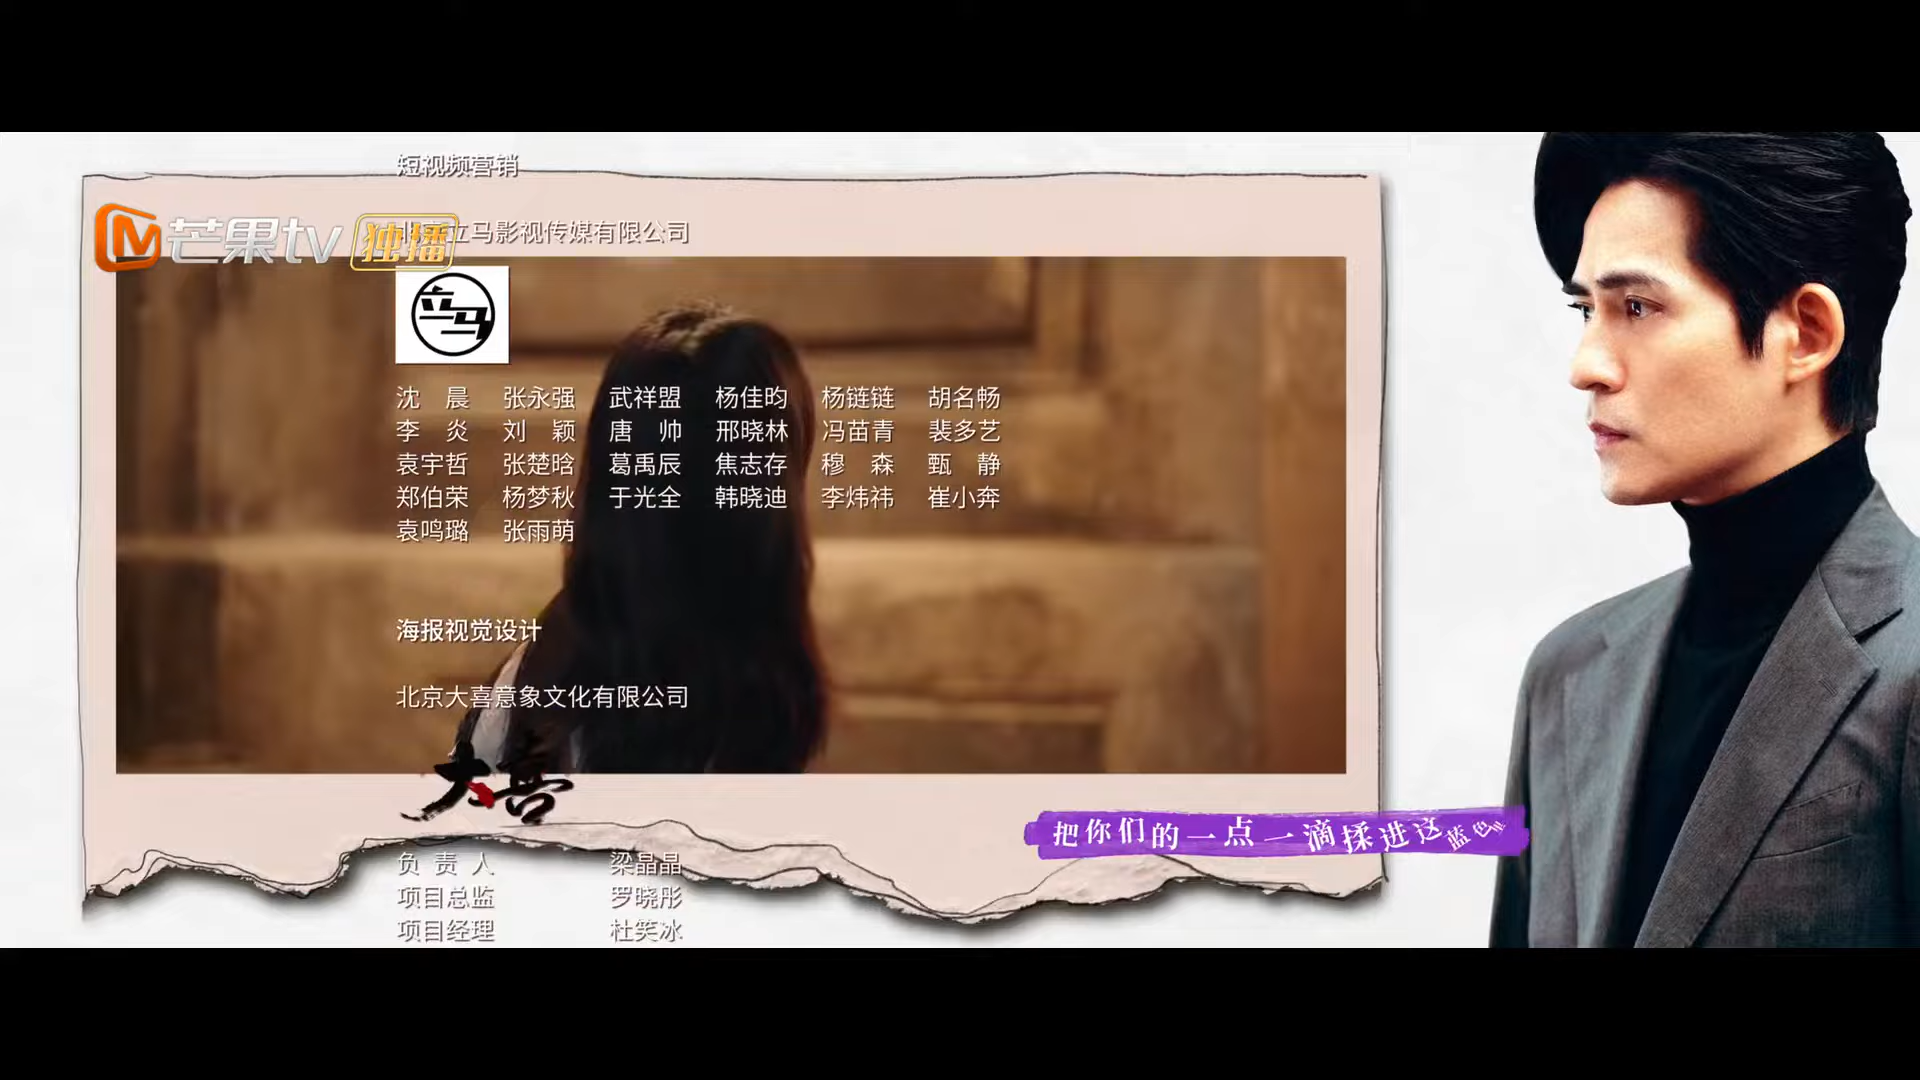 短视频营销
芒果tv 独播
立马影视传媒有限公司
立马
沈晨 张永强 武祥盟 杨佳昀 杨链链 胡名畅
李炎 刘颖 唐帅 邢晓林 冯苗青 裴多艺
袁宇哲 张楚晗 葛禹辰 焦志存 穆森 甄静
郑伯荣 杨梦秋 于光全 韩晓迪 李炜祎 崔小奔
袁鸣璐 张雨萌
海报视觉设计
北京大喜意象文化有限公司
大喜
把你们的一点一滴揉进这蓝色
负责人 梁晶晶
项目总监 罗晓彤
项目经理 杜笑冰